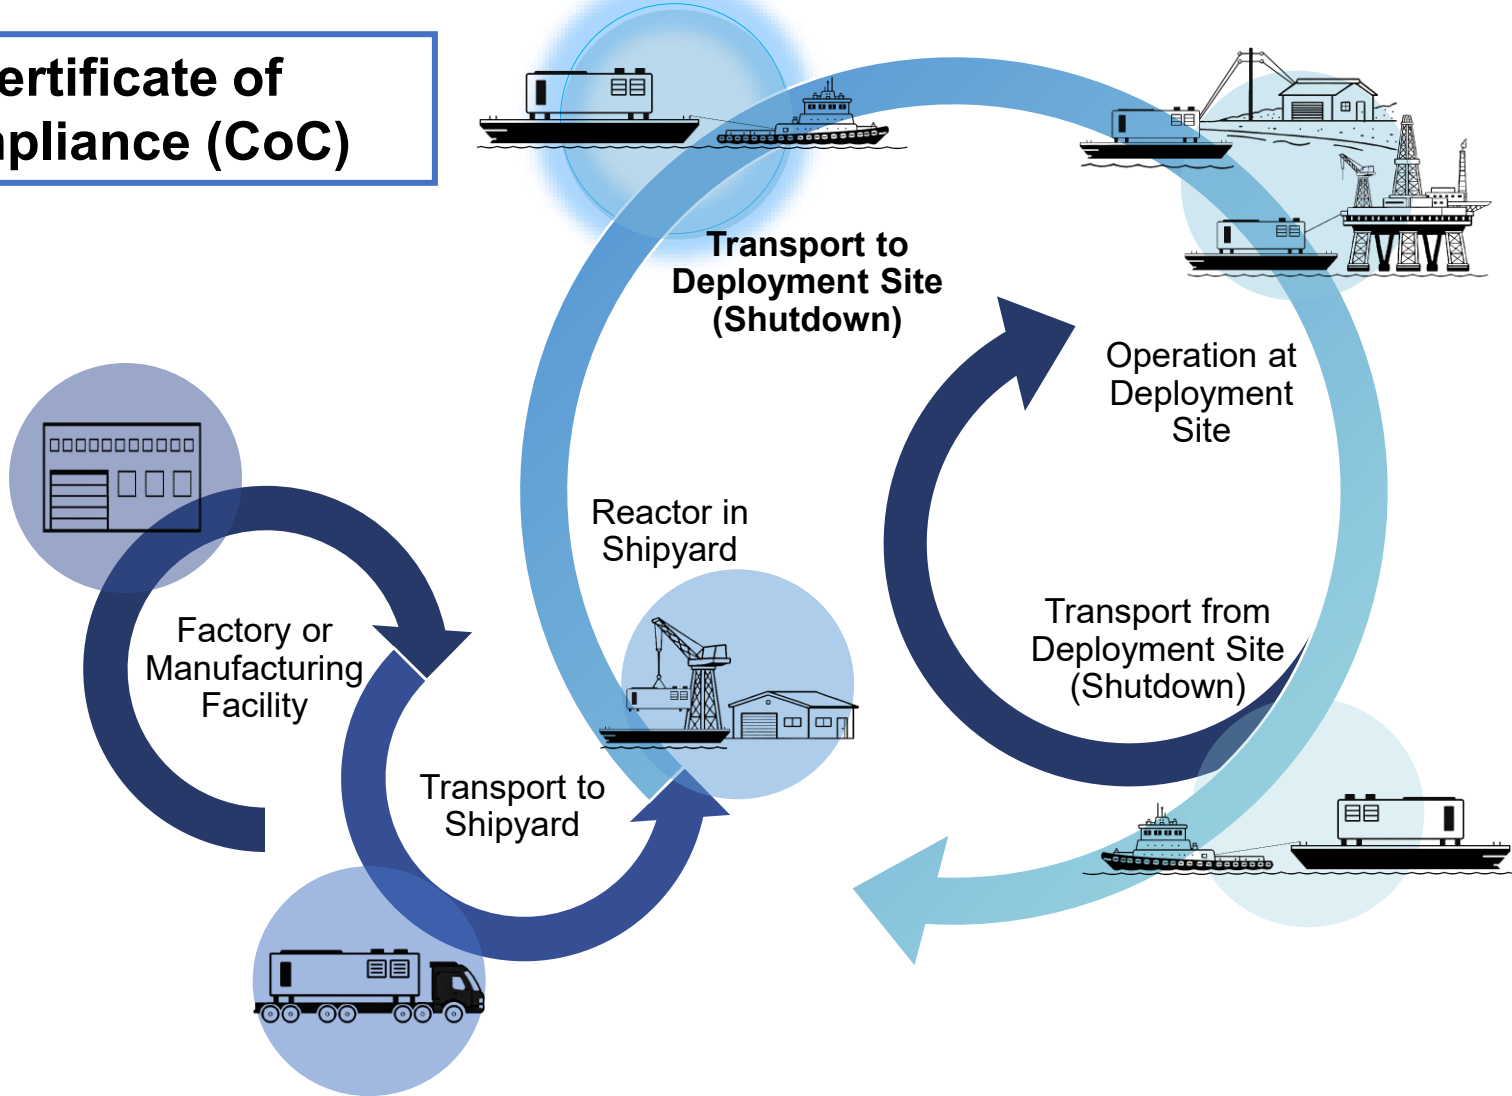 ertificate of
npliance (CoC)
Transport to
Deployment Site
(Shutdown)
Operation at
Deployment
Site
Reactor in
Shipyard
Transport from
Deployment Site
(Shutdown)
Factory or
Manufacturing
Facility
Transport to
Shipyard